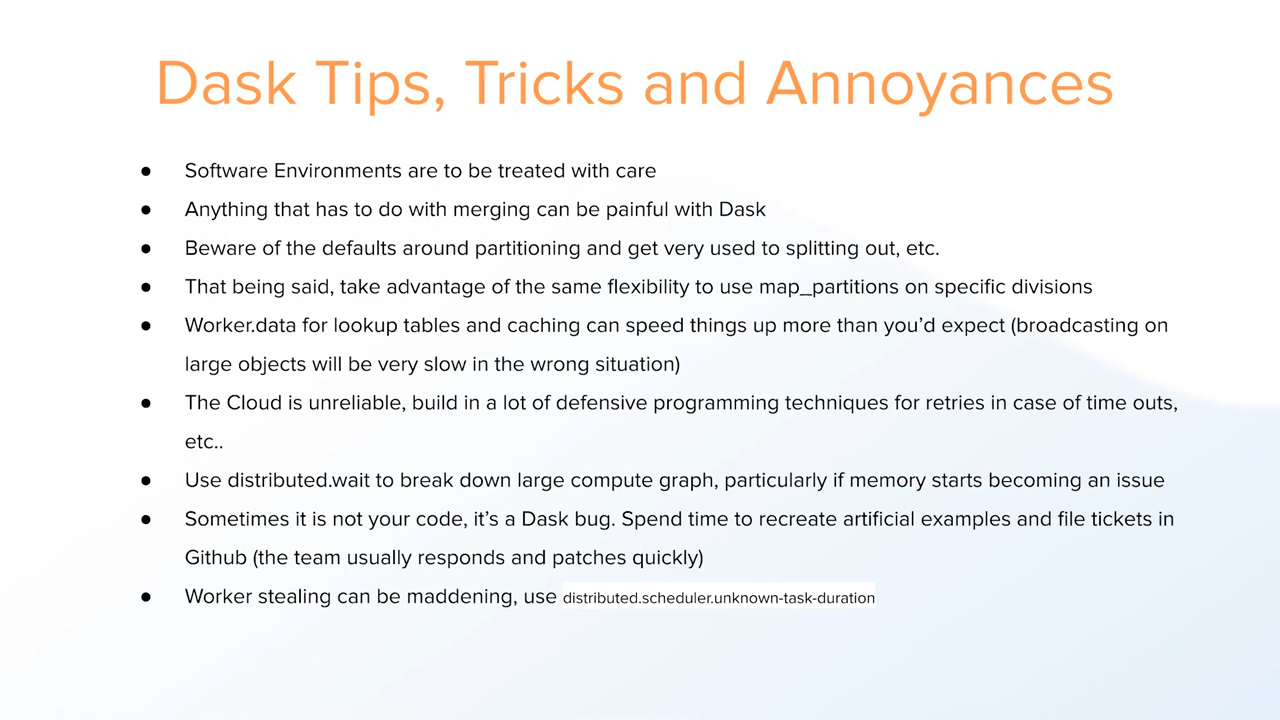 Dask Tips, Tricks and Annoyances
● Software Environments are to be treated with care
● Anything that has to do with merging can be painful with Dask
● Beware of the defaults around partitioning and get very used to splitting out, etc.
● That being said, take advantage of the same flexibility to use map_partitions on specific divisions
● Worker.data for lookup tables and caching can speed things up more than you’d expect (broadcasting on
large objects will be very slow in the wrong situation)
● The Cloud is unreliable, build in a lot of defensive programming techniques for retries in case of time outs,
etc..
● Use distributed.wait to break down large compute graph, particularly if memory starts becoming an issue
● Sometimes it is not your code, it’s a Dask bug. Spend time to recreate artificial examples and file tickets in
Github (the team usually responds and patches quickly)
● Worker stealing can be maddening, use distributed.scheduler.unknown-task-duration